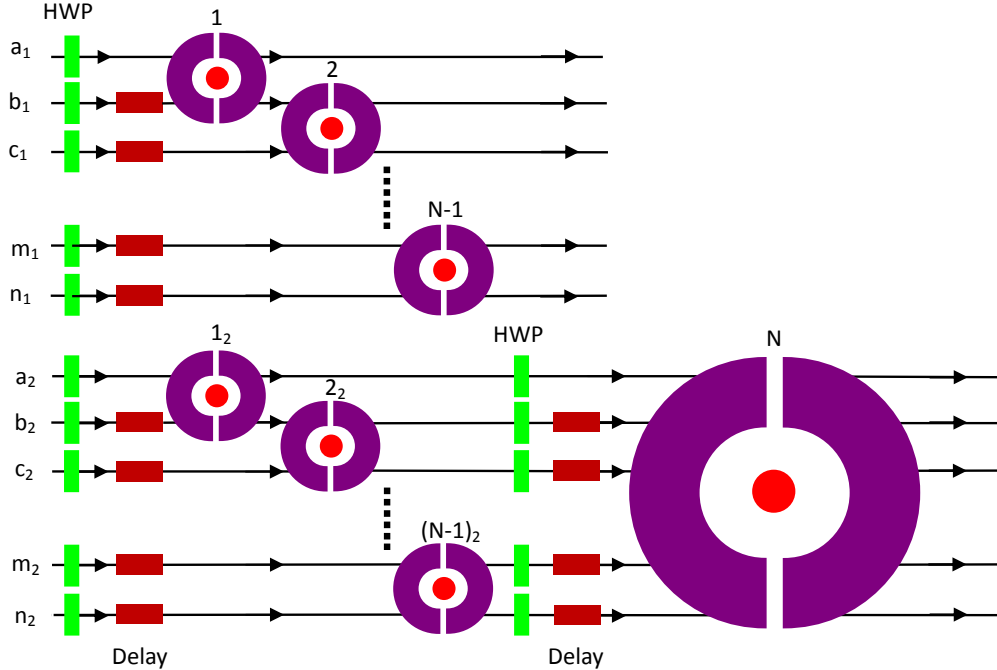 HWP
1
a₁
2
b₁
c₁
N-1
m₁
n₁
1₂
HWP
N
a₂
2₂
b₂
c₂
(N-1)₂
m₂
n₂
Delay
Delay